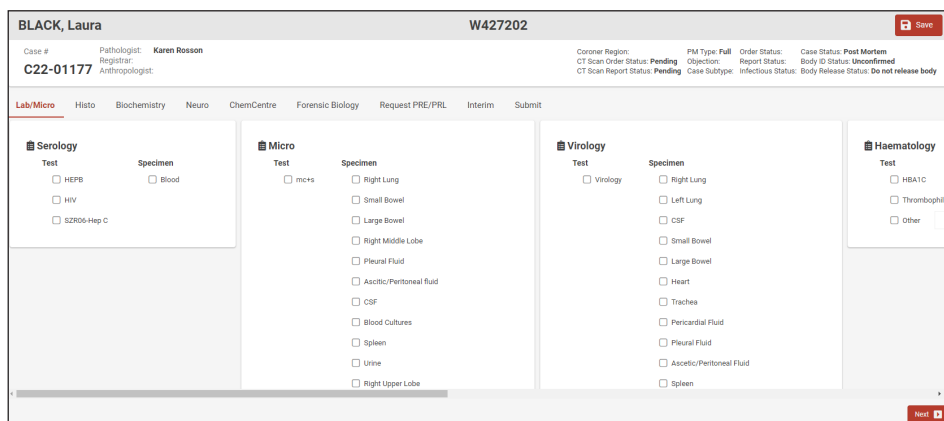 BLACK, Laura W427202 Save
Case # Pathologist: Karen Rosson Coroner Region: PM Type: Full Order Status: Case Status: Post Mortem
Registrar: CT Scan Order Status: Pending Objection: Report Status: Body ID Status: Unconfirmed
C22-01177 Anthropologist: CT Scan Report Status: Pending Case Subtype: Infectious Status: Body Release Status: Do not release body
Lab/Micro Histo Biochemistry Neuro ChemCentre Forensic Biology Request PRE/PRL Interim Submit
Serology
Test Specimen
HEPB Blood
HIV
SZR06-Hep C
Micro
Test Specimen
mc+s Right Lung
Small Bowel
Large Bowel
Right Middle Lobe
Pleural Fluid
Ascitic/Peritoneal fluid
CSF
Blood Cultures
Spleen
Urine
Right Upper Lobe
Virology
Test Specimen
Virology Right Lung
Left Lung
CSF
Small Bowel
Large Bowel
Heart
Trachea
Pericardial Fluid
Pleural Fluid
Ascetic/Peritoneal Fluid
Spleen
Haematology
Test
HBA1C
Thrombophil
Other
Next